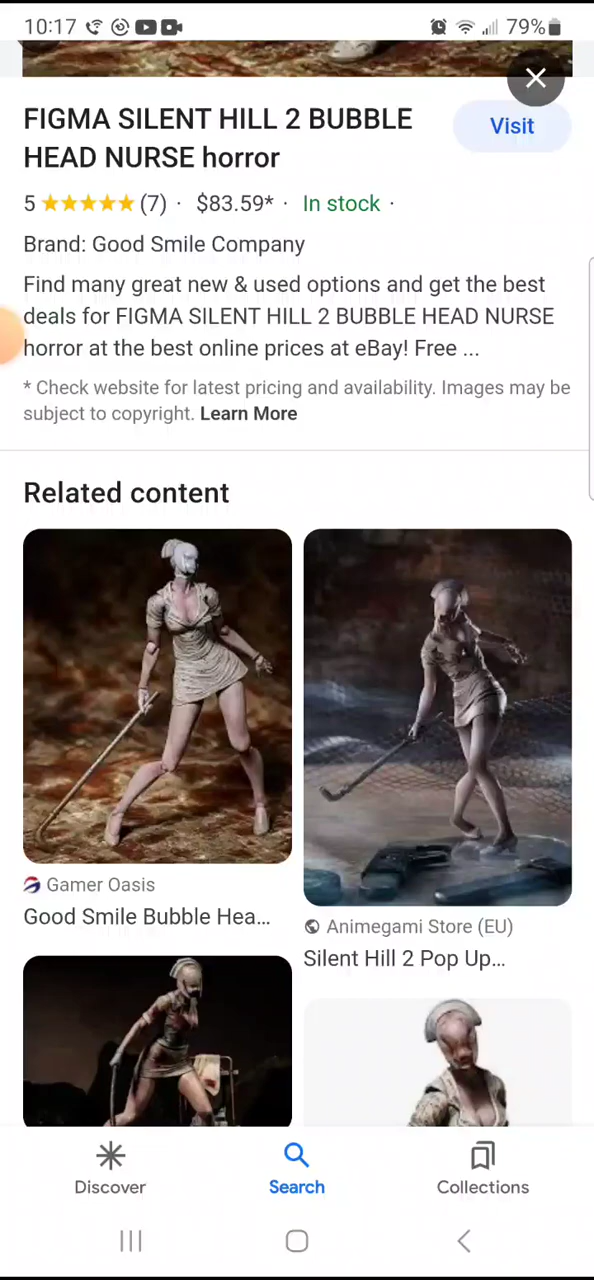 10:17
79%
FIGMA SILENT HILL 2 BUBBLE
HEAD NURSE horror
Visit
5 ★★★★★ (7) · $83.59* · In stock ·
Brand: Good Smile Company
Find many great new & used options and get the best
deals for FIGMA SILENT HILL 2 BUBBLE HEAD NURSE
horror at the best online prices at eBay! Free ...
* Check website for latest pricing and availability. Images may be
subject to copyright. Learn More
Related content
Gamer Oasis
Good Smile Bubble Hea...
Animegami Store (EU)
Silent Hill 2 Pop Up...
Discover
Search
Collections